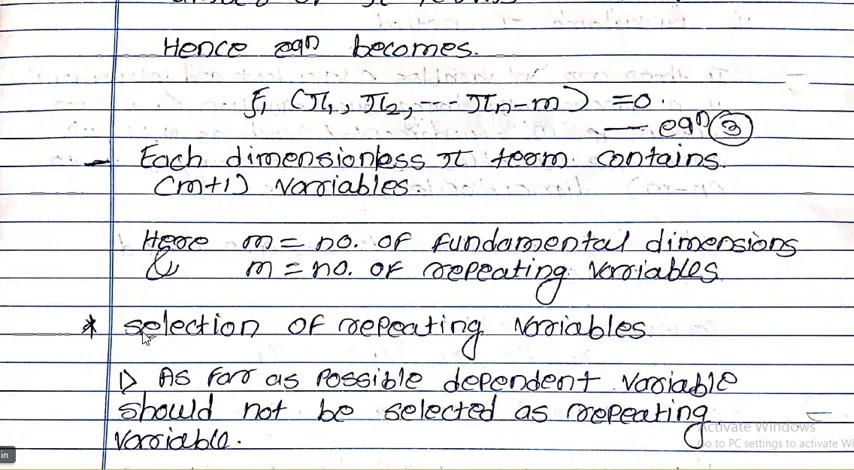 Hence eqn becomes.
f₁ (π₁, π₂, --- πn-m) = 0.
— eqn ③
- Each dimensionless π term contains
(m+1) variables.
Here m = no. of fundamental dimensions
& m = no. of repeating variables.
* selection of repeating variables.
1> As far as possible dependent variable
should not be selected as repeating
variable.
Activate Windows
Go to PC settings to activate Wi
in